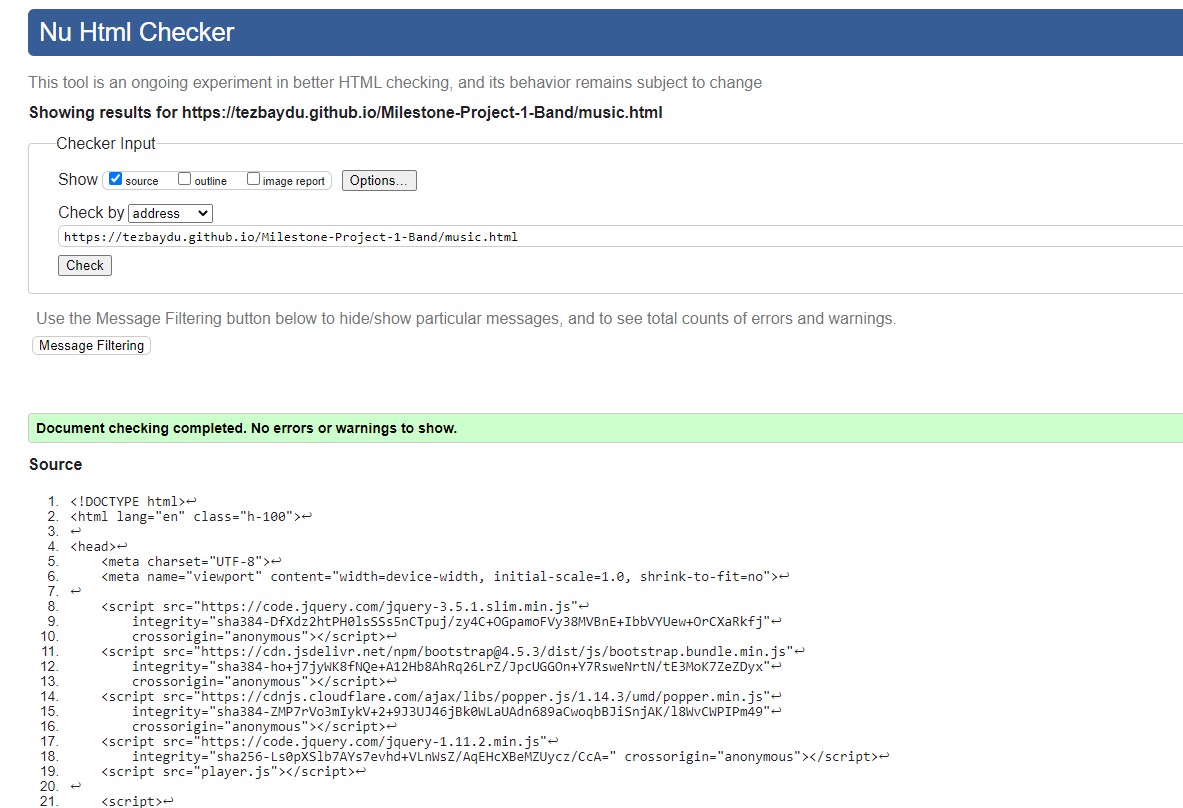 Nu Html Checker
This tool is an ongoing experiment in better HTML checking, and its behavior remains subject to change
Showing results for https://tezbaydu.github.io/Milestone-Project-1-Band/music.html
Checker Input
Show source outline image report Options...
Check by address
https://tezbaydu.github.io/Milestone-Project-1-Band/music.html
Check
Use the Message Filtering button below to hide/show particular messages, and to see total counts of errors and warnings.
Message Filtering
Document checking completed. No errors or warnings to show.
Source
1. <!DOCTYPE html>↩
2. <html lang="en" class="h-100">↩
3. ↩
4. <head>↩
5. <meta charset="UTF-8">↩
6. <meta name="viewport" content="width=device-width, initial-scale=1.0, shrink-to-fit=no">↩
7. ↩
8. <script src="https://code.jquery.com/jquery-3.5.1.slim.min.js"↩
9. integrity="sha384-DfXdz2htPH0lsSSs5nCTpuj/zy4C+OGpamoFVy38MVBnE+IbbVYUew+OrCXaRkfj"↩
10. crossorigin="anonymous"></script>↩
11. <script src="https://cdn.jsdelivr.net/npm/bootstrap@4.5.3/dist/js/bootstrap.bundle.min.js"↩
12. integrity="sha384-ho+j7jyWK8fNQe+A12Hb8AhRq26LrZ/JpcUGGOn+Y7RsweNrtN/tE3MoK7ZeZDyx"↩
13. crossorigin="anonymous"></script>↩
14. <script src="https://cdnjs.cloudflare.com/ajax/libs/popper.js/1.14.3/umd/popper.min.js"↩
15. integrity="sha384-ZMP7rVo3mIykV+2+9J3UJ46jBk0WLaUAdn689aCwoqbBJiSnjAK/l8WvCWPIPm49"↩
16. crossorigin="anonymous"></script>↩
17. <script src="https://code.jquery.com/jquery-1.11.2.min.js"↩
18. integrity="sha256-Ls0pXSlb7AYs7evhd+VLnWsZ/AqEHcXBeMZUycz/CcA=" crossorigin="anonymous"></script>↩
19. <script src="player.js"></script>↩
20. ↩
21. <script>↩